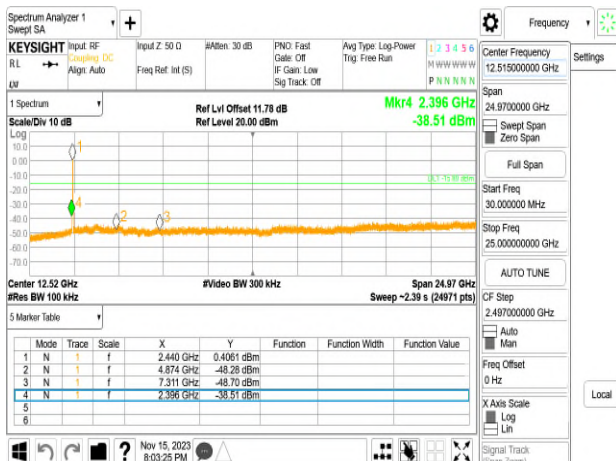 Spectrum Analyzer 1
Swept SA
Frequency
KEYSIGHT
Input: RF
Coupling: DC
Align: Auto
Input Z: 50 Ω
Freq Ref: Int (S)
#Atten: 30 dB
PNO: Fast
Gate: Off
IF Gain: Low
Sig Track: Off
Avg Type: Log-Power
Trig: Free Run
1 2 3 4 5 6
M W W W W W
P N N N N N
RL
LXI
1 Spectrum
Scale/Div 10 dB
Log
Ref Lvl Offset 11.78 dB
Ref Level 20.00 dBm
Mkr4 2.396 GHz
-38.51 dBm
10.0
0.00
-10.0
-20.0
-30.0
-40.0
-50.0
-60.0
-70.0
1
4
2
3
Center 12.52 GHz
#Res BW 100 kHz
#Video BW 300 kHz
Span 24.97 GHz
Sweep ~2.39 s (24971 pts)
5 Marker Table
Mode Trace Scale X Y Function Function Width Function Value
1 N 1 f 2.440 GHz 0.4061 dBm
2 N 1 f 4.874 GHz -48.28 dBm
3 N 1 f 7.311 GHz -48.70 dBm
4 N 1 f 2.396 GHz -38.51 dBm
5
6
?
Nov 15, 2023
8:03:25 PM
Center Frequency
12.515000000 GHz
Span
24.9700000 GHz
Swept Span
Zero Span
Full Span
Start Freq
30.000000 MHz
Stop Freq
25.000000000 GHz
AUTO TUNE
CF Step
2.497000000 GHz
Auto
Man
Freq Offset
0 Hz
X Axis Scale
Log
Lin
Signal Track
Settings
Local